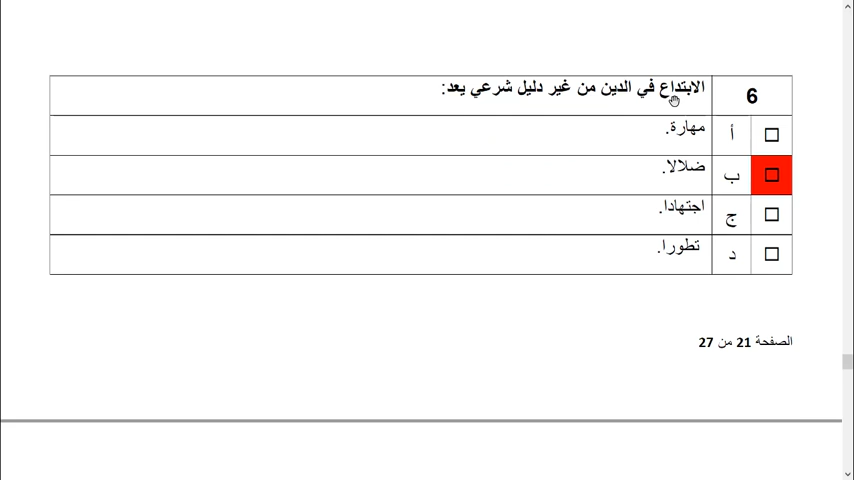 6 الابتداع في الدين من غير دليل شرعي يعد:
أ مهارة.
ب ضلالا.
ج اجتهادا.
د تطورا.
الصفحة 21 من 27